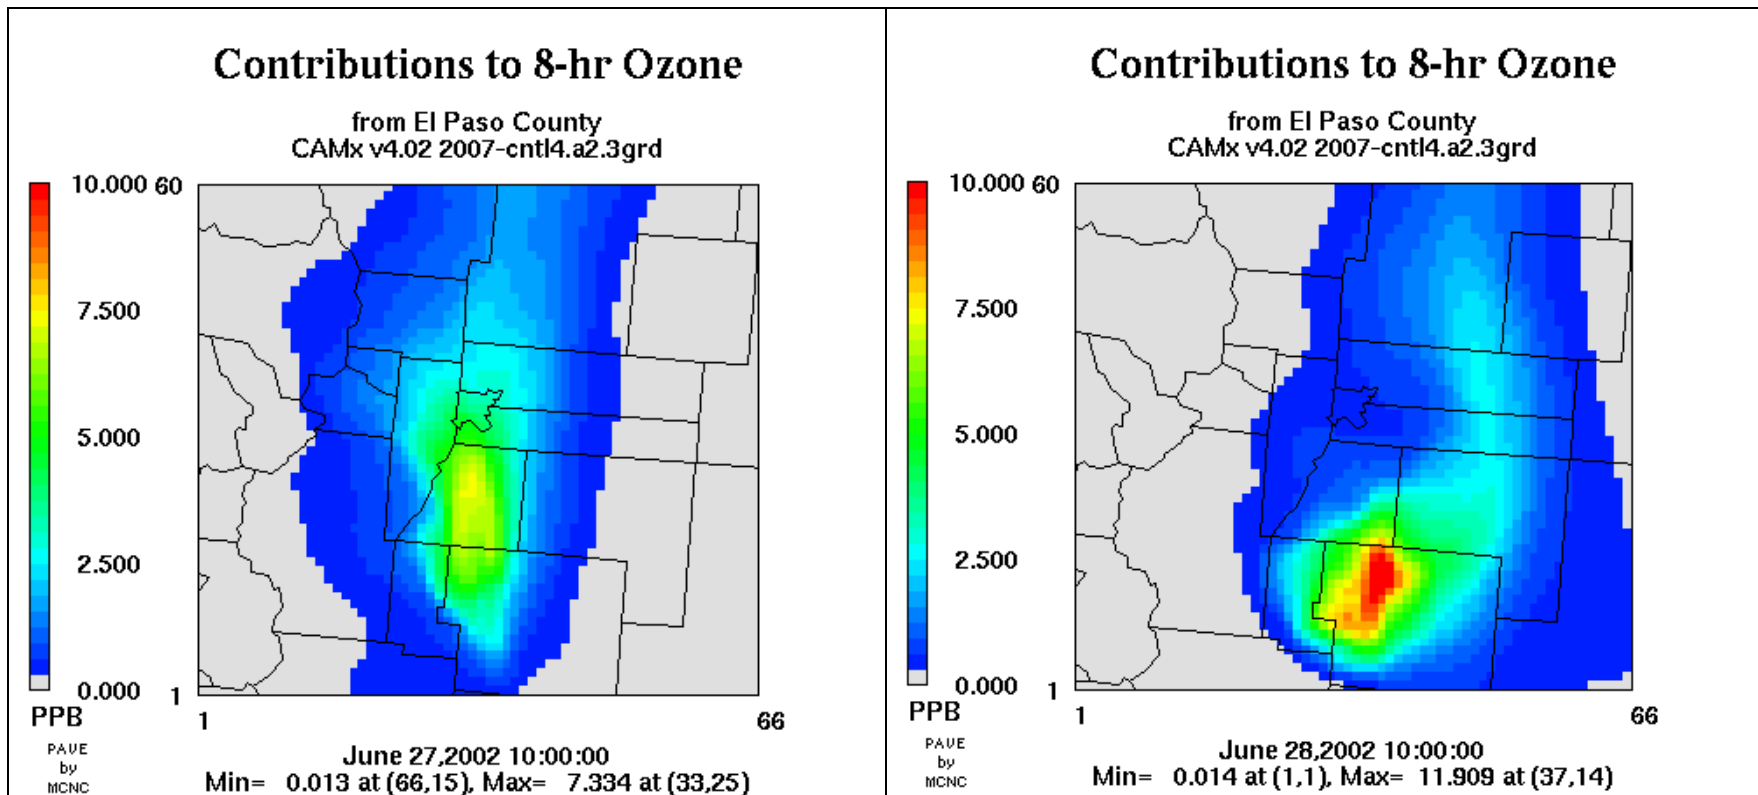 Contributions to 8-hr Ozone
from El Paso County
CAMx v4.02 2007-cntl4.a2.3grd
10.000
7.500
5.000
2.500
0.000
PPB
PAVE
by
MCNC
60
1
1
66
June 27,2002 10:00:00
Min= 0.013 at (66,15), Max= 7.334 at (33,25)
Contributions to 8-hr Ozone
from El Paso County
CAMx v4.02 2007-cntl4.a2.3grd
10.000
7.500
5.000
2.500
0.000
PPB
PAVE
by
MCNC
60
1
1
66
June 28,2002 10:00:00
Min= 0.014 at (1,1), Max= 11.909 at (37,14)